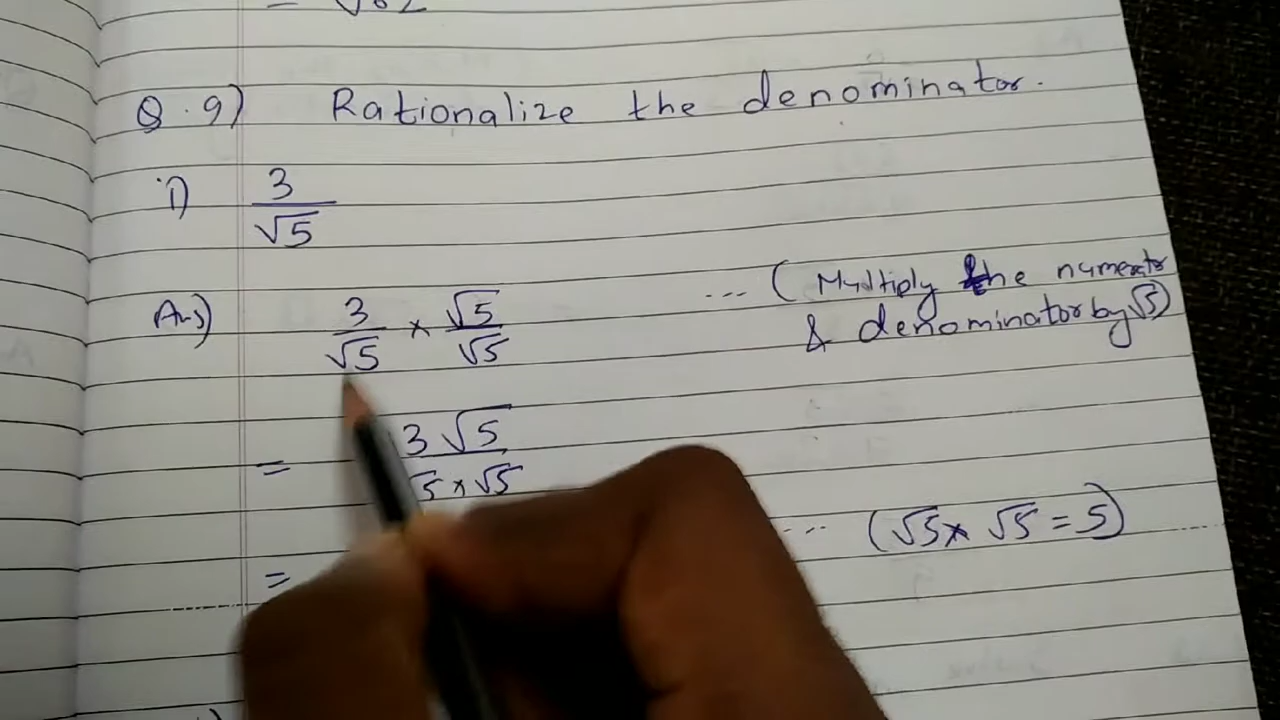 Q.9) Rationalize the denominator.
i) 3/√5
Ans) 3/√5 × √5/√5 ... (Multiply the numerator & denominator by √5)
= 3√5/√5×√5
... (√5× √5 = 5)
=